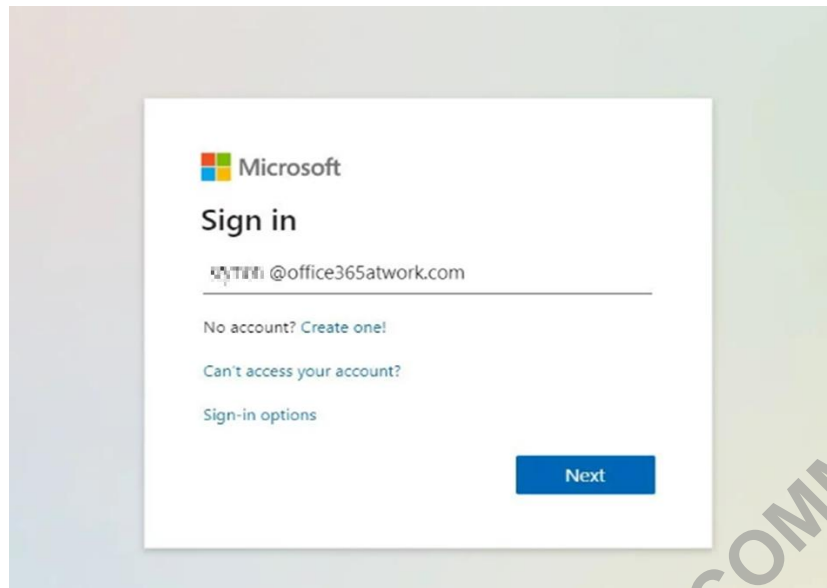 Microsoft
Sign in
@office365atwork.com
No account? Create one!
Can't access your account?
Sign-in options
Next